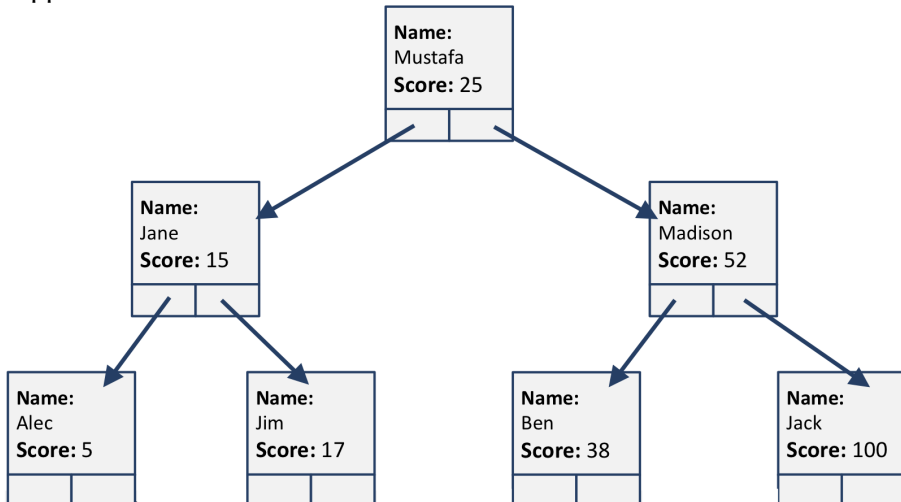 Name:
Mustafa
Score: 25
Name:
Jane
Score: 15
Name:
Madison
Score: 52
Name:
Alec
Score: 5
Name:
Jim
Score: 17
Name:
Ben
Score: 38
Name:
Jack
Score: 100